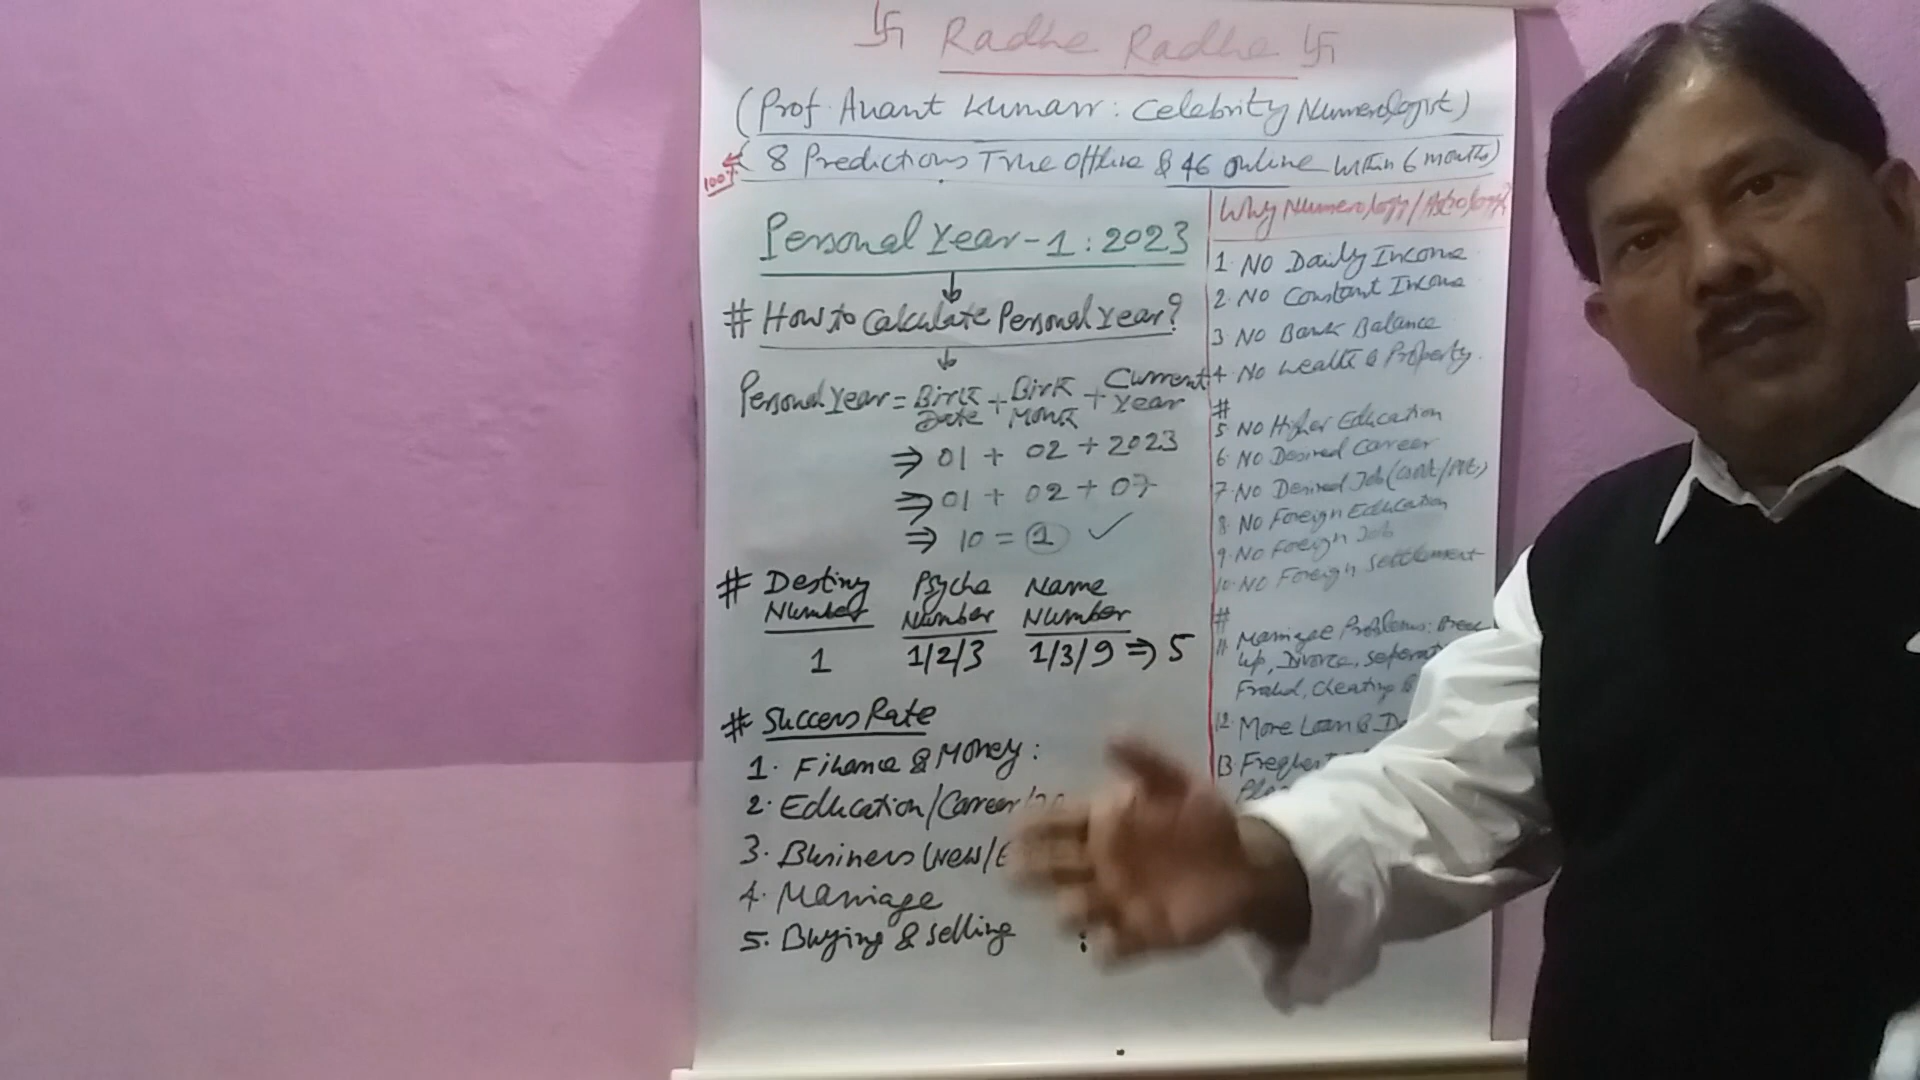 卐 Radhe Radhe 卐
(Prof. Anant Kumarr: Celebrity Numerologist)
100% ( 8 Predictions True Offline & 46 online Within 6 months)
Personal Year-1: 2023
# How to Calculate Personal Year?
Personal Year = Birth Date + Birth Month + Current Year
⇒ 01 + 02 + 2023
⇒ 01 + 02 + 07
⇒ 10 = 1 ✓
# Destiny Number Psyche Number Name Number
1 1/2/3 1/3/9 ⇒ 5
# Success Rate
1. Finance & Money:
2. Education/Career/
3. Business (New/E
4. Marriage
5. Buying & Selling :
Why Numerology/Astrology?
1. No Daily Income
2. No Constant Income
3. No Bank Balance
4. No Wealth & Property.
#
5 No Higher Education
6. No Desired Career
7. No Desired Job (Govt/Pvt.)
8. No Foreign Education
9. No Foreign Job
10. No Foreign Settlement
#
11. Marriage Problems: Break
up, Divorce, Seperat
Fraud, Cheating &
12. More Loan & De
13 Frequent